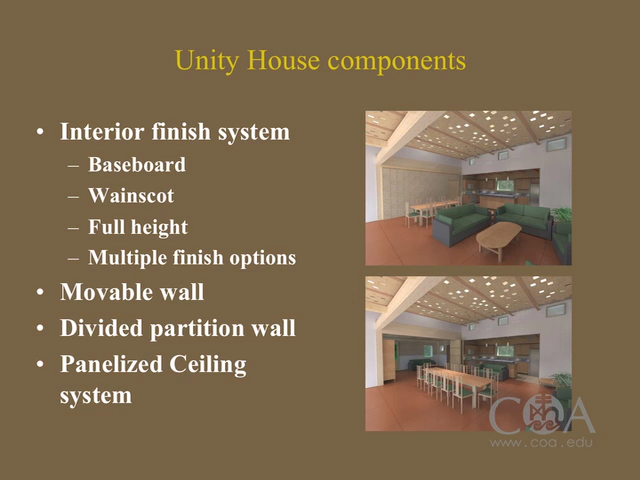 Unity House components
• Interior finish system
– Baseboard
– Wainscot
– Full height
– Multiple finish options
• Movable wall
• Divided partition wall
• Panelized Ceiling
system
COA
www.coa.edu